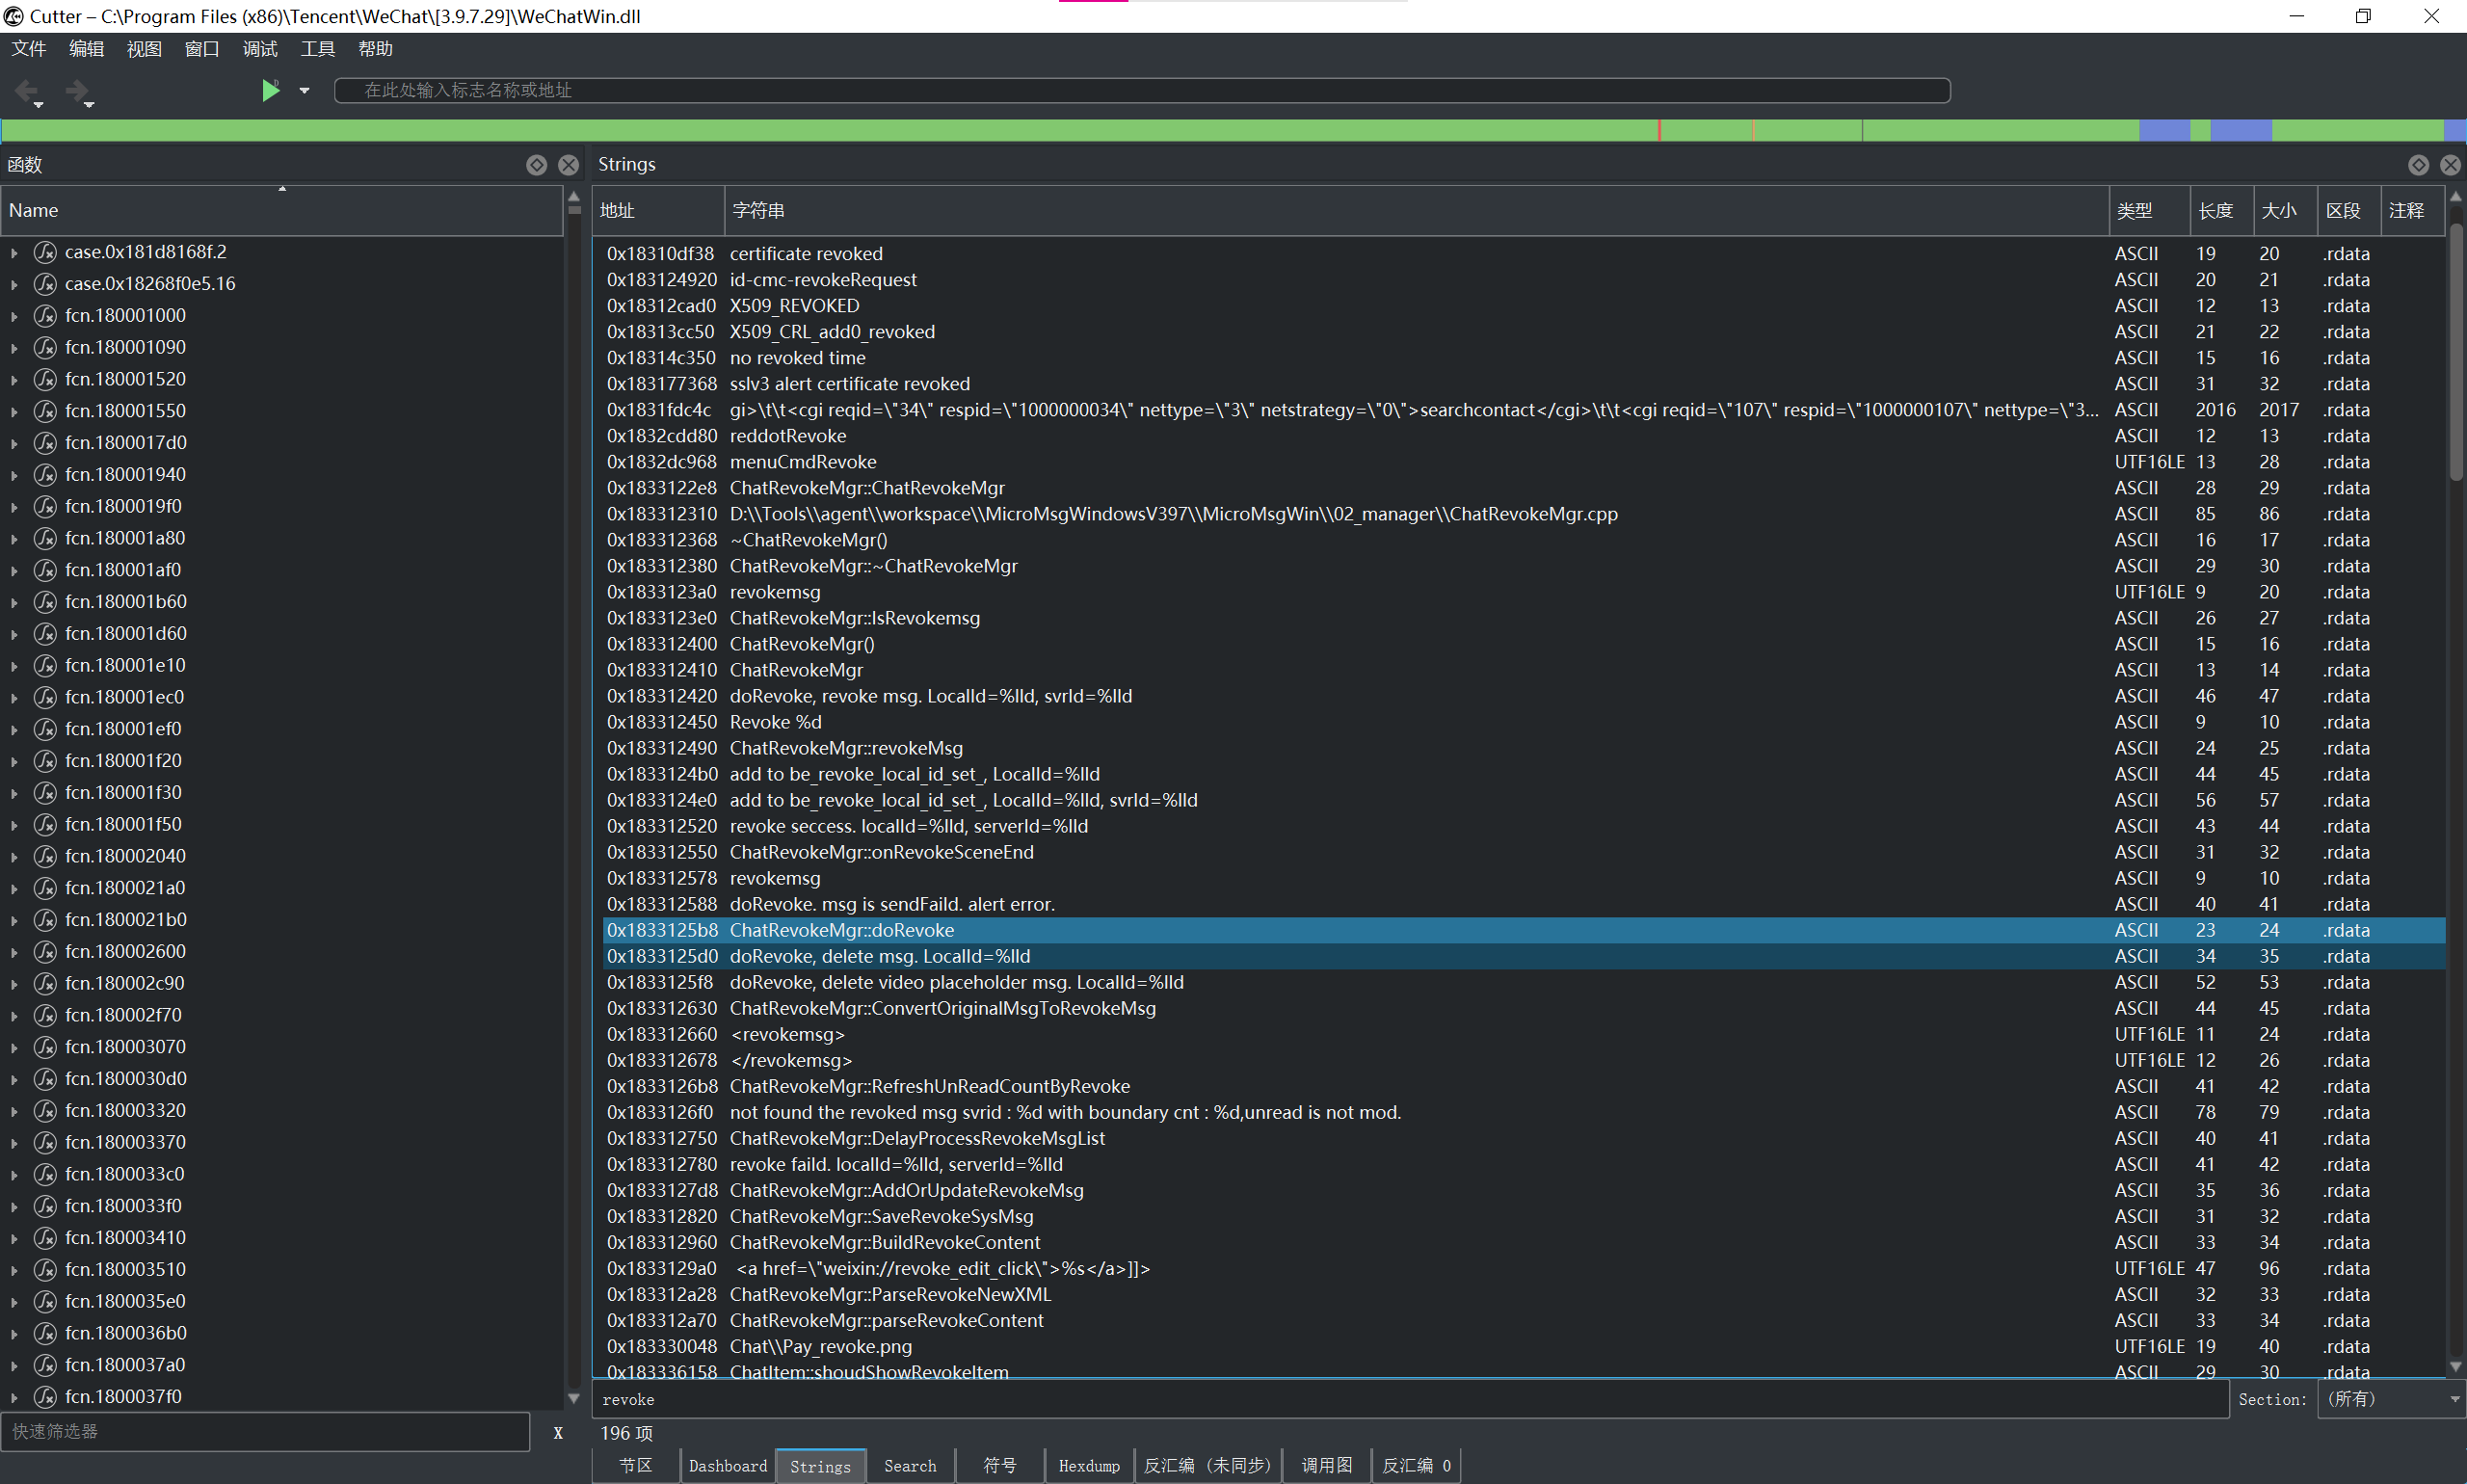 Cutter – C:\Program Files (x86)\Tencent\WeChat\[3.9.7.29]\WeChatWin.dll
文件 编辑 视图 窗口 调试 工具 帮助
在此处输入标志名称或地址
函数
Name
case.0x181d8168f.2
case.0x18268f0e5.16
fcn.180001000
fcn.180001090
fcn.180001520
fcn.180001550
fcn.1800017d0
fcn.180001940
fcn.1800019f0
fcn.180001a80
fcn.180001af0
fcn.180001b60
fcn.180001d60
fcn.180001e10
fcn.180001ec0
fcn.180001ef0
fcn.180001f20
fcn.180001f30
fcn.180001f50
fcn.180002040
fcn.1800021a0
fcn.1800021b0
fcn.180002600
fcn.180002c90
fcn.180002f70
fcn.180003070
fcn.1800030d0
fcn.180003320
fcn.180003370
fcn.1800033c0
fcn.1800033f0
fcn.180003410
fcn.180003510
fcn.1800035e0
fcn.1800036b0
fcn.1800037a0
fcn.1800037f0
快速筛选器 X
Strings
地址 字符串 类型 长度 大小 区段 注释
0x18310df38 certificate revoked ASCII 19 20 .rdata
0x183124920 id-cmc-revokeRequest ASCII 20 21 .rdata
0x18312cad0 X509_REVOKED ASCII 12 13 .rdata
0x18313cc50 X509_CRL_add0_revoked ASCII 21 22 .rdata
0x18314c350 no revoked time ASCII 15 16 .rdata
0x183177368 sslv3 alert certificate revoked ASCII 31 32 .rdata
0x1831fdc4c gi>\t\t<cgi reqid=\"34\" respid=\"1000000034\" nettype=\"3\" netstrategy=\"0\">searchcontact</cgi>\t\t<cgi reqid=\"107\" respid=\"1000000107\" nettype=\"3... ASCII 2016 2017 .rdata
0x1832cdd80 reddotRevoke ASCII 12 13 .rdata
0x1832dc968 menuCmdRevoke UTF16LE 13 28 .rdata
0x1833122e8 ChatRevokeMgr::ChatRevokeMgr ASCII 28 29 .rdata
0x183312310 D:\\Tools\\agent\\workspace\\MicroMsgWindowsV397\\MicroMsgWin\\02_manager\\ChatRevokeMgr.cpp ASCII 85 86 .rdata
0x183312368 ~ChatRevokeMgr() ASCII 16 17 .rdata
0x183312380 ChatRevokeMgr::~ChatRevokeMgr ASCII 29 30 .rdata
0x1833123a0 revokemsg UTF16LE 9 20 .rdata
0x1833123e0 ChatRevokeMgr::IsRevokemsg ASCII 26 27 .rdata
0x183312400 ChatRevokeMgr() ASCII 15 16 .rdata
0x183312410 ChatRevokeMgr ASCII 13 14 .rdata
0x183312420 doRevoke, revoke msg. LocalId=%lld, svrId=%lld ASCII 46 47 .rdata
0x183312450 Revoke %d ASCII 9 10 .rdata
0x183312490 ChatRevokeMgr::revokeMsg ASCII 24 25 .rdata
0x1833124b0 add to be_revoke_local_id_set_, LocalId=%lld ASCII 44 45 .rdata
0x1833124e0 add to be_revoke_local_id_set_, LocalId=%lld, svrId=%lld ASCII 56 57 .rdata
0x183312520 revoke seccess. localId=%lld, serverId=%lld ASCII 43 44 .rdata
0x183312550 ChatRevokeMgr::onRevokeSceneEnd ASCII 31 32 .rdata
0x183312578 revokemsg ASCII 9 10 .rdata
0x183312588 doRevoke. msg is sendFaild. alert error. ASCII 40 41 .rdata
0x1833125b8 ChatRevokeMgr::doRevoke ASCII 23 24 .rdata
0x1833125d0 doRevoke, delete msg. LocalId=%lld ASCII 34 35 .rdata
0x1833125f8 doRevoke, delete video placeholder msg. LocalId=%lld ASCII 52 53 .rdata
0x183312630 ChatRevokeMgr::ConvertOriginalMsgToRevokeMsg ASCII 44 45 .rdata
0x183312660 <revokemsg> UTF16LE 11 24 .rdata
0x183312678 </revokemsg> UTF16LE 12 26 .rdata
0x1833126b8 ChatRevokeMgr::RefreshUnReadCountByRevoke ASCII 41 42 .rdata
0x1833126f0 not found the revoked msg svrid : %d with boundary cnt : %d,unread is not mod. ASCII 78 79 .rdata
0x183312750 ChatRevokeMgr::DelayProcessRevokeMsgList ASCII 40 41 .rdata
0x183312780 revoke faild. localId=%lld, serverId=%lld ASCII 41 42 .rdata
0x1833127d8 ChatRevokeMgr::AddOrUpdateRevokeMsg ASCII 35 36 .rdata
0x183312820 ChatRevokeMgr::SaveRevokeSysMsg ASCII 31 32 .rdata
0x183312960 ChatRevokeMgr::BuildRevokeContent ASCII 33 34 .rdata
0x1833129a0 <a href=\"weixin://revoke_edit_click\">%s</a>]]> UTF16LE 47 96 .rdata
0x183312a28 ChatRevokeMgr::ParseRevokeNewXML ASCII 32 33 .rdata
0x183312a70 ChatRevokeMgr::parseRevokeContent ASCII 33 34 .rdata
0x183330048 Chat\\Pay_revoke.png UTF16LE 19 40 .rdata
0x183336158 ChatItem::shoudShowRevokeItem ASCII 29 30 .rdata
revoke Section: (所有)
196 项
节区 Dashboard Strings Search 符号 Hexdump 反汇编 (未同步) 调用图 反汇编 0